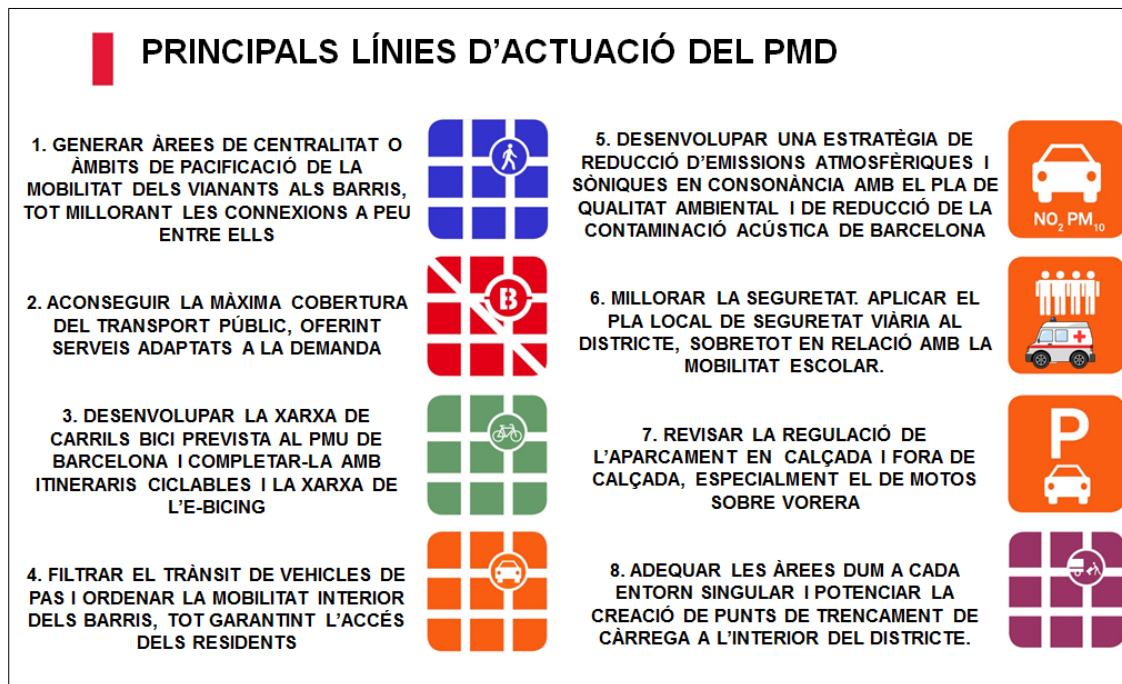 PRINCIPALS LÍNIES D'ACTUACIÓ DEL PMD
1. GENERAR ÀREES DE CENTRALITAT O
ÀMBITS DE PACIFICACIÓ DE LA
MOBILITAT DELS VIANANTS ALS BARRIS,
TOT MILLORANT LES CONNEXIONS A PEU
ENTRE ELLS
2. ACONSEGUIR LA MÀXIMA COBERTURA
DEL TRANSPORT PÚBLIC, OFERINT
SERVEIS ADAPTATS A LA DEMANDA
B
3. DESENVOLUPAR LA XARXA DE
CARRILS BICI PREVISTA AL PMU DE
BARCELONA I COMPLETAR-LA AMB
ITINERARIS CICLABLES I LA XARXA DE
L'E-BICING
4. FILTRAR EL TRÀNSIT DE VEHICLES DE
PAS I ORDENAR LA MOBILITAT INTERIOR
DELS BARRIS, TOT GARANTINT L'ACCÉS
DELS RESIDENTS
5. DESENVOLUPAR UNA ESTRATÈGIA DE
REDUCCIÓ D'EMISSIONS ATMOSFÈRIQUES I
SÒNIQUES EN CONSONÀNCIA AMB EL PLA DE
QUALITAT AMBIENTAL I DE REDUCCIÓ DE LA
CONTAMINACIÓ ACÚSTICA DE BARCELONA
NO₂ PM₁₀
6. MILLORAR LA SEGURETAT. APLICAR EL
PLA LOCAL DE SEGURETAT VIÀRIA AL
DISTRICTE, SOBRETOT EN RELACIÓ AMB LA
MOBILITAT ESCOLAR.
7. REVISAR LA REGULACIÓ DE
L'APARCAMENT EN CALÇADA I FORA DE
CALÇADA, ESPECIALMENT EL DE MOTOS
SOBRE VORERA
P
8. ADEQUAR LES ÀREES DUM A CADA
ENTORN SINGULAR I POTENCIAR LA
CREACIÓ DE PUNTS DE TRENCAMENT DE
CÀRREGA A L'INTERIOR DEL DISTRICTE.